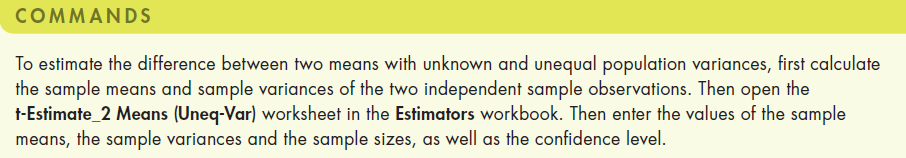 COMMANDS
To estimate the difference between two means with unknown and unequal population variances, first calculate
the sample means and sample variances of the two independent sample observations. Then open the
t-Estimate_2 Means (Uneq-Var) worksheet in the Estimators workbook. Then enter the values of the sample
means, the sample variances and the sample sizes, as well as the confidence level.